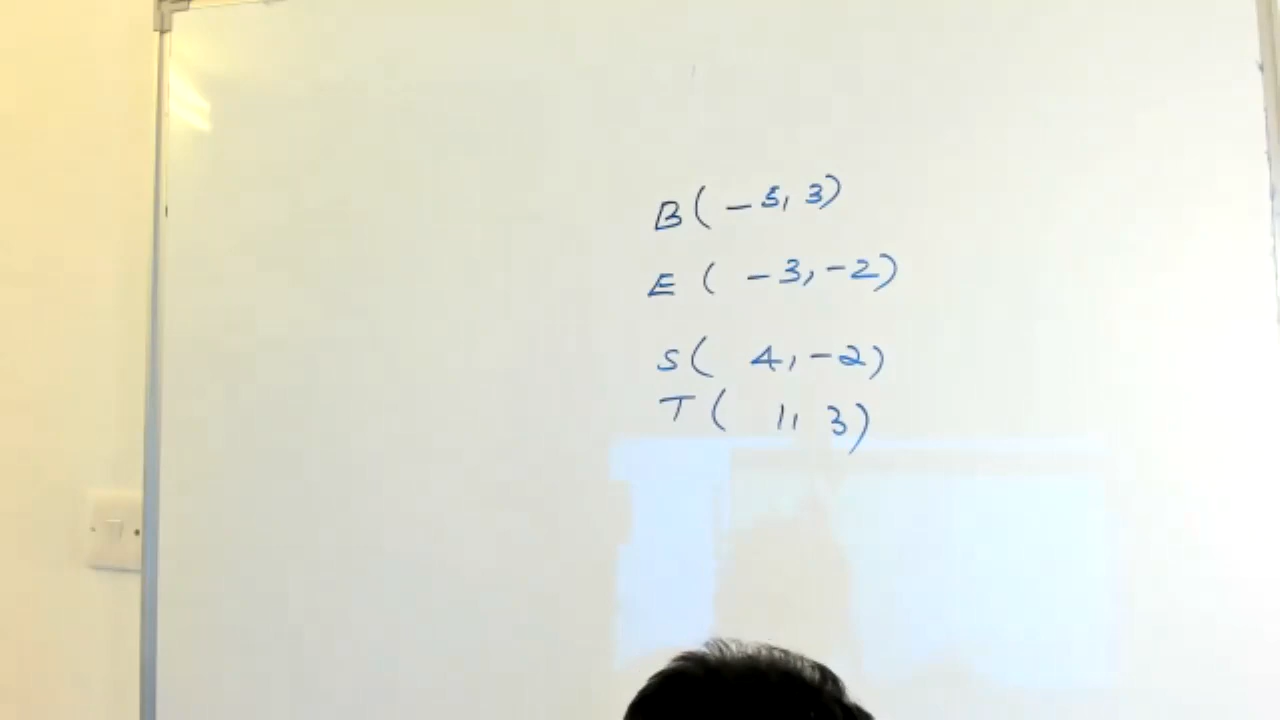 B ( -5, 3)
E ( -3, -2)
S ( 4, -2)
T ( 1, 3)